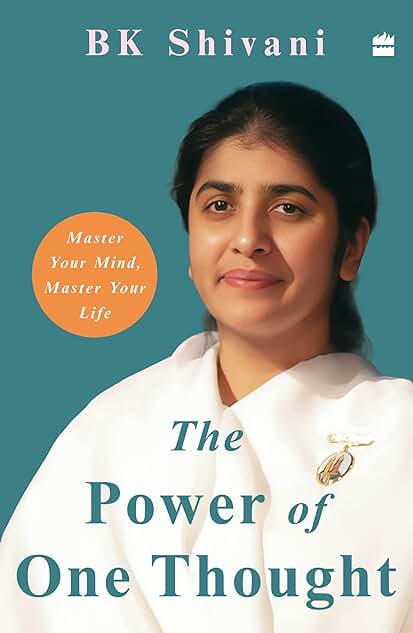 BK Shivani
Master
Your Mind,
Master Your
Life
The
Power of
One Thought